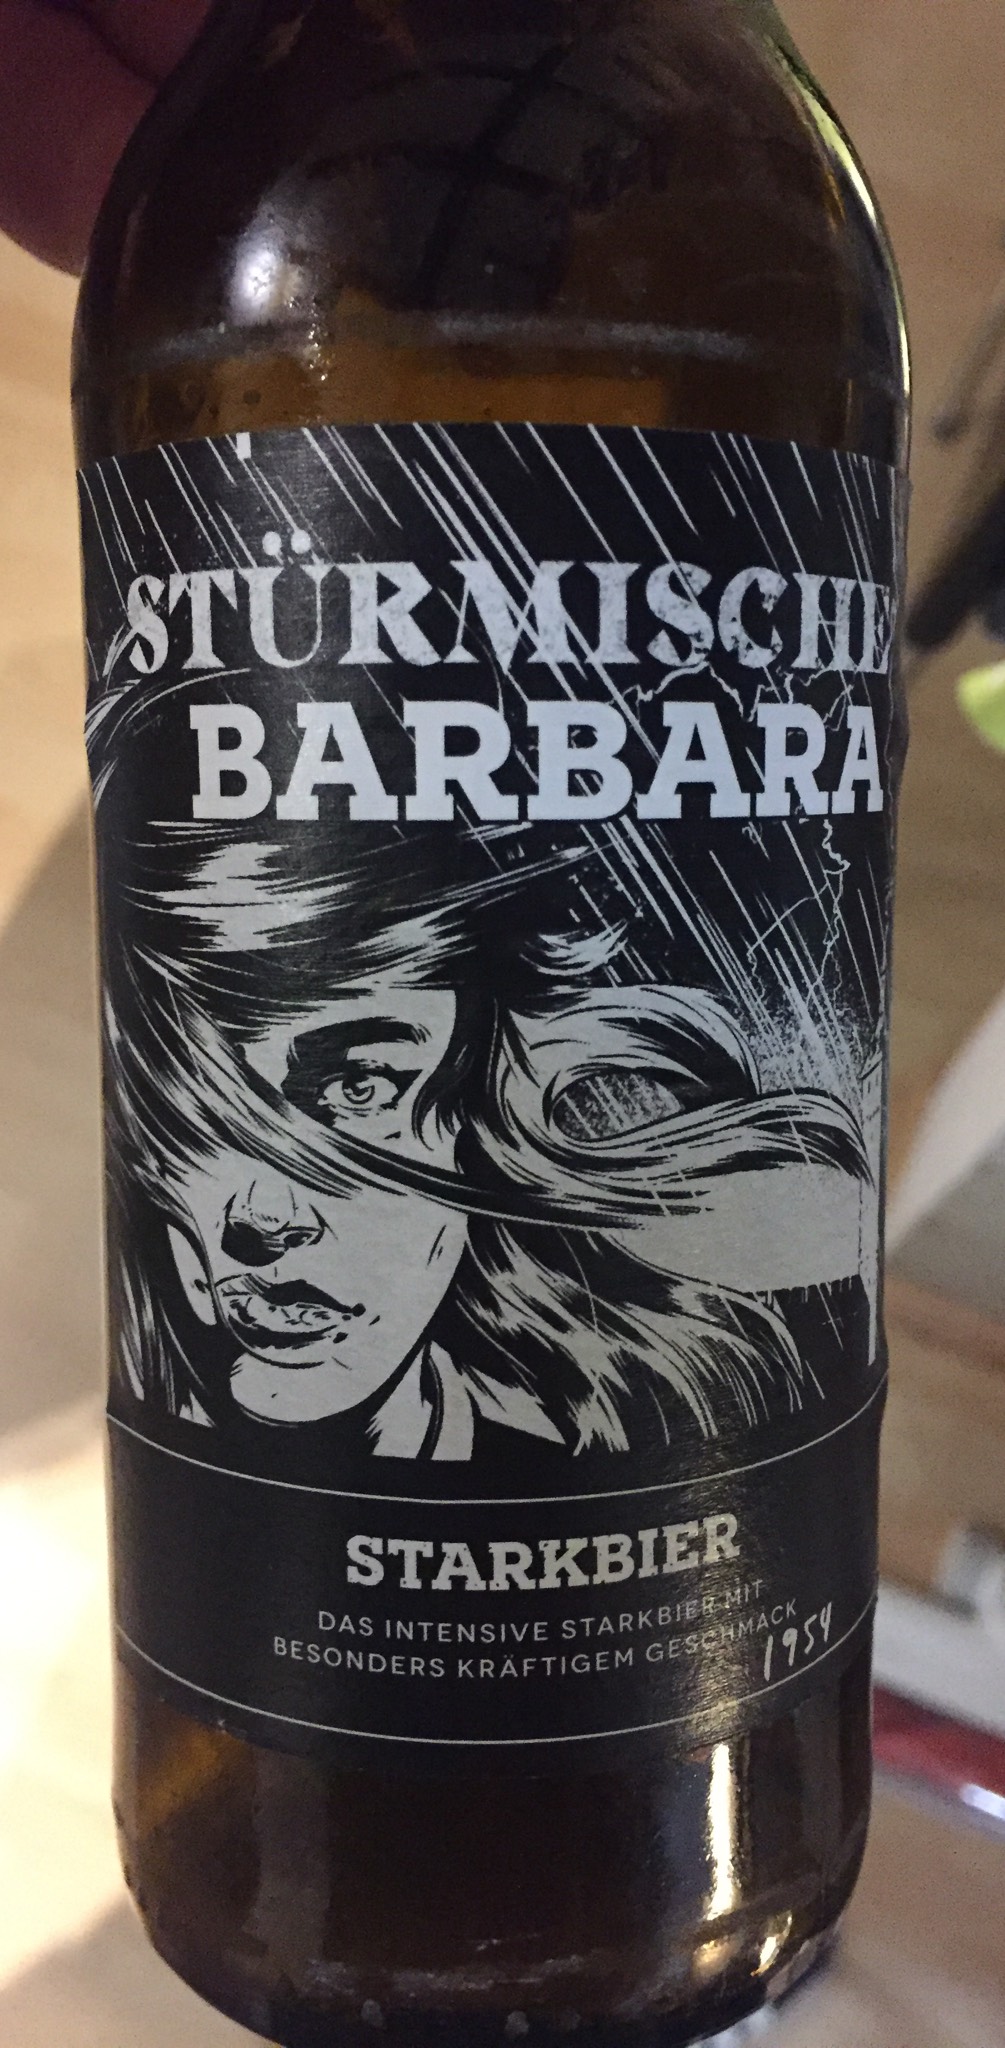 STÜRMISCHE
BARBARA
STARKBIER
DAS INTENSIVE STARKBIER MIT
BESONDERS KRÄFTIGEM GESCHMACK
1954